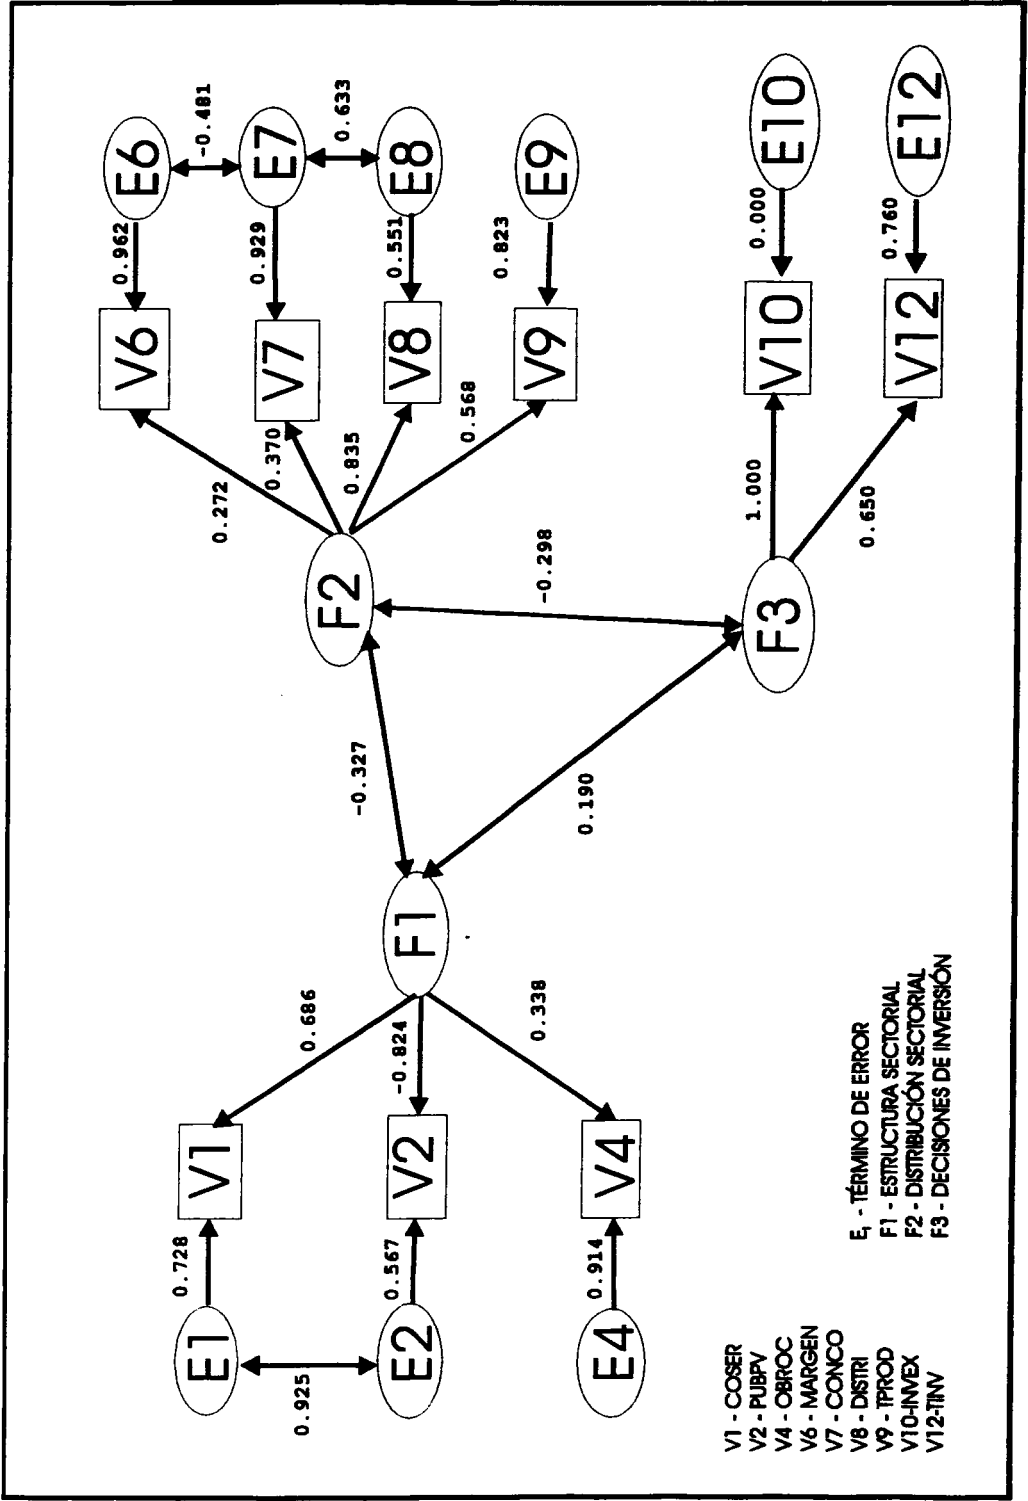 E6
-0.481
E7
0.633
E8
E9
E10
E12
0.962
0.929
0.551
0.823
0.000
0.760
V6
V7
V8
V9
V10
V12
0.272
0.370
0.835
0.568
1.000
0.650
F2
-0.298
F3
-0.327
0.190
F1
0.686
-0.824
0.338
V1
V2
V4
0.728
0.567
0.914
E1
0.925
E2
E4
V1 - COSER
V2 - PUBPV
V4 - OBROC
V6 - MARGEN
V7 - CONCO
V8 - DISTRI
V9 - TPROD
V10-INVEX
V12-TINV
E, - TÉRMINO DE ERROR
F1 - ESTRUCTURA SECTORIAL
F2 - DISTRIBUCIÓN SECTORIAL
F3 - DECISIONES DE INVERSIÓN